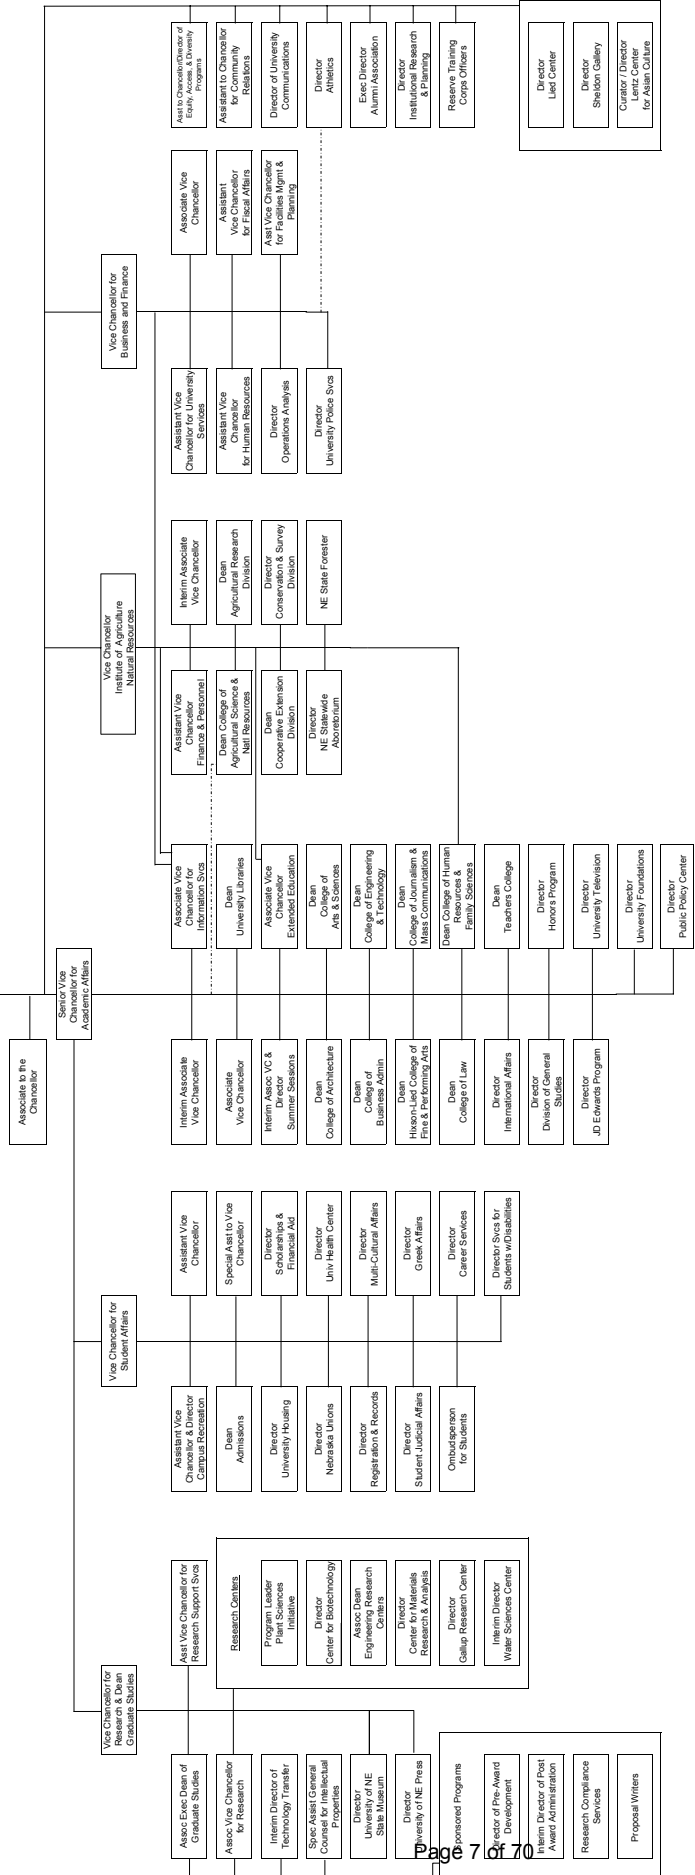 Associate to the
Chancellor
Senior Vice
Chancellor for
Academic Affairs
Vice Chancellor for
Research & Dean
Graduate Studies
Vice Chancellor for
Student Affairs
Vice Chancellor
Institute of Agriculture
Natural Resources
Vice Chancellor for
Business and Finance
Assoc Exec Dean of
Graduate Studies
Assoc Vice Chancellor
for Research
Interim Director of
Technology Transfer
Spec Assist General
Counsel for Intellectual
Properties
Director
University of NE
State Museum
Director
University of NE Press
Sponsored Programs
Director of Pre-Award
Development
Interim Director of Post
Award Administration
Research Compliance
Services
Proposal Writers
Asst Vice Chancellor for
Research Support Svcs
Research Centers
Program Leader
Plant Sciences
Initiative
Director
Center for Biotechnology
Assoc Dean
Engineering Research
Centers
Director
Center for Materials
Research & Analysis
Director
Gallup Research Center
Interim Director
Water Sciences Center
Assistant Vice
Chancellor & Director
Campus Recreation
Dean
Admissions
Director
University Housing
Director
Nebraska Unions
Director
Registration & Records
Director
Student Judicial Affairs
Ombudsperson
for Students
Assistant Vice
Chancellor
Special Asst to Vice
Chancellor
Director
Scholarships &
Financial Aid
Director
Univ Health Center
Director
Multi-Cultural Affairs
Director
Greek Affairs
Director
Career Services
Director Svcs for
Students w/Disabilities
Interim Associate
Vice Chancellor
Associate
Vice Chancellor
Interim Assoc VC &
Director
Summer Sessions
Dean
College of Architecture
Dean
College of
Business Admin
Dean
Hixson-Lied College of
Fine & Performing Arts
Dean
College of Law
Director
International Affairs
Director
Division of General
Studies
Director
JD Edwards Program
Associate Vice
Chancellor for
Information Svcs
Dean
University Libraries
Associate Vice
Chancellor
Extended Education
Dean
College of
Arts & Sciences
Dean
College of Engineering
& Technology
Dean
College of Journalism &
Mass Communications
Dean College of Human
Resources &
Family Sciences
Dean
Teachers College
Director
Honors Program
Director
University Television
Director
University Foundations
Director
Public Policy Center
Assistant Vice
Chancellor
Finance & Personnel
Dean College of
Agricultural Science &
Natl Resources
Dean
Cooperative Extension
Division
Director
NE Statewide
Aboretorium
Interim Associate
Vice Chancellor
Dean
Agricultural Research
Division
Director
Conservation & Survey
Division
NE State Forester
Assistant Vice
Chancellor for University
Services
Assistant Vice
Chancellor
for Human Resources
Director
Operations Analysis
Director
University Police Svcs
Associate Vice
Chancellor
Assistant
Vice Chancellor
for Fiscal Affairs
Asst Vice Chancellor
for Facilities Mgmt &
Planning
Asst to Chancellor/Director of
Equity, Access, & Diversity
Programs
Assistant to Chancellor
for Community
Relations
Director of University
Communications
Director
Athletics
Exec Director
Alumni Association
Director
Institutional Research
& Planning
Reserve Training
Corps Officers
Director
Lied Center
Director
Sheldon Gallery
Curator / Director
Lentz Center
for Asian Culture
Page 7 of 70